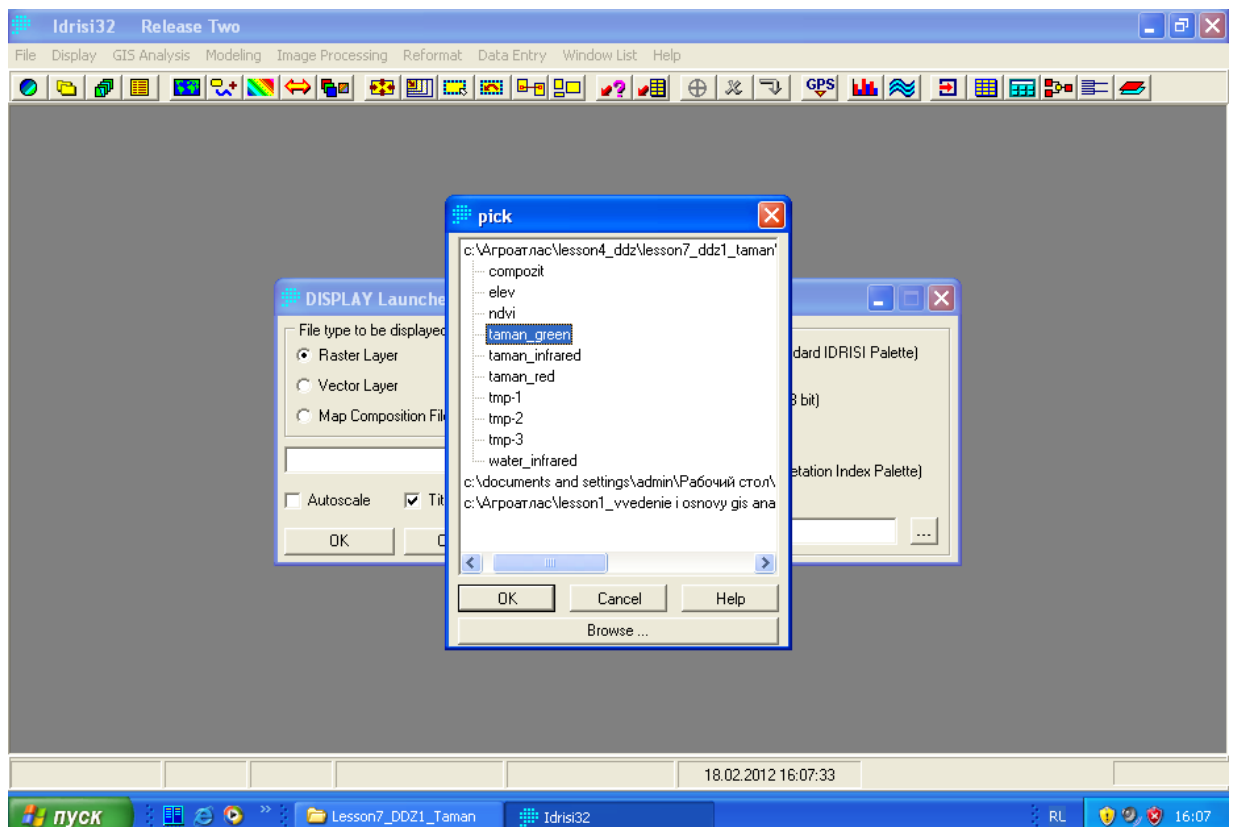 Idrisi32 Release Two
File Display GIS Analysis Modeling Image Processing Reformat Data Entry Window List Help
GPS
pick
c:\Агроатлас\lesson4_ddz\lesson7_ddz1_taman
compozit
elev
ndvi
taman_green
taman_infrared
taman_red
tmp-1
tmp-2
tmp-3
water_infrared
c:\documents and settings\admin\Рабочий стол\
c:\Агроатлас\lesson1_vvedenie i osnovy gis ana
OK Cancel Help
Browse ...
DISPLAY Launche
File type to be displayed
Raster Layer
dard IDRISI Palette)
Vector Layer
bit)
Map Composition File
etation Index Palette)
Autoscale Tit
...
OK C
18.02.2012 16:07:33
пуск » Lesson7_DDZ1_Taman Idrisi32 RL 16:07